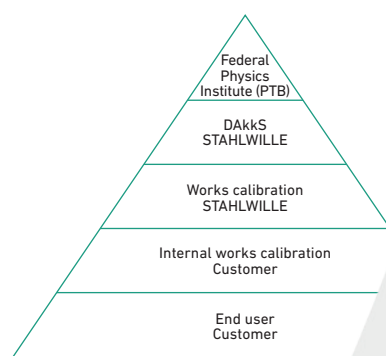 Federal
Physics
Institute (PTB)
DAkkS
STAHLWILLE
Works calibration
STAHLWILLE
Internal works calibration
Customer
End user
Customer